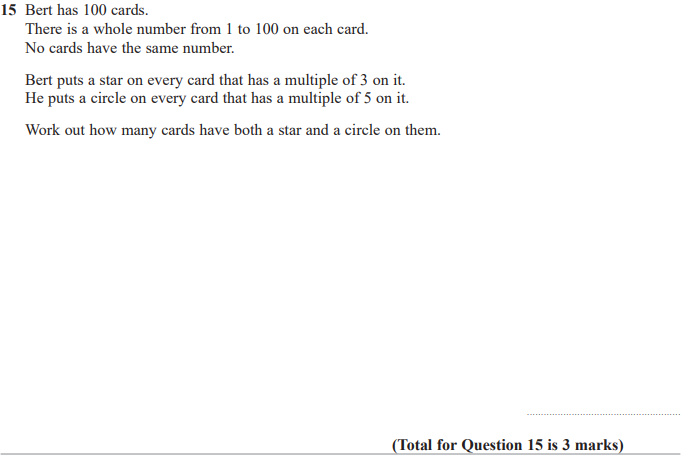 15 Bert has 100 cards.
There is a whole number from 1 to 100 on each card.
No cards have the same number.
Bert puts a star on every card that has a multiple of 3 on it.
He puts a circle on every card that has a multiple of 5 on it.
Work out how many cards have both a star and a circle on them.
(Total for Question 15 is 3 marks)